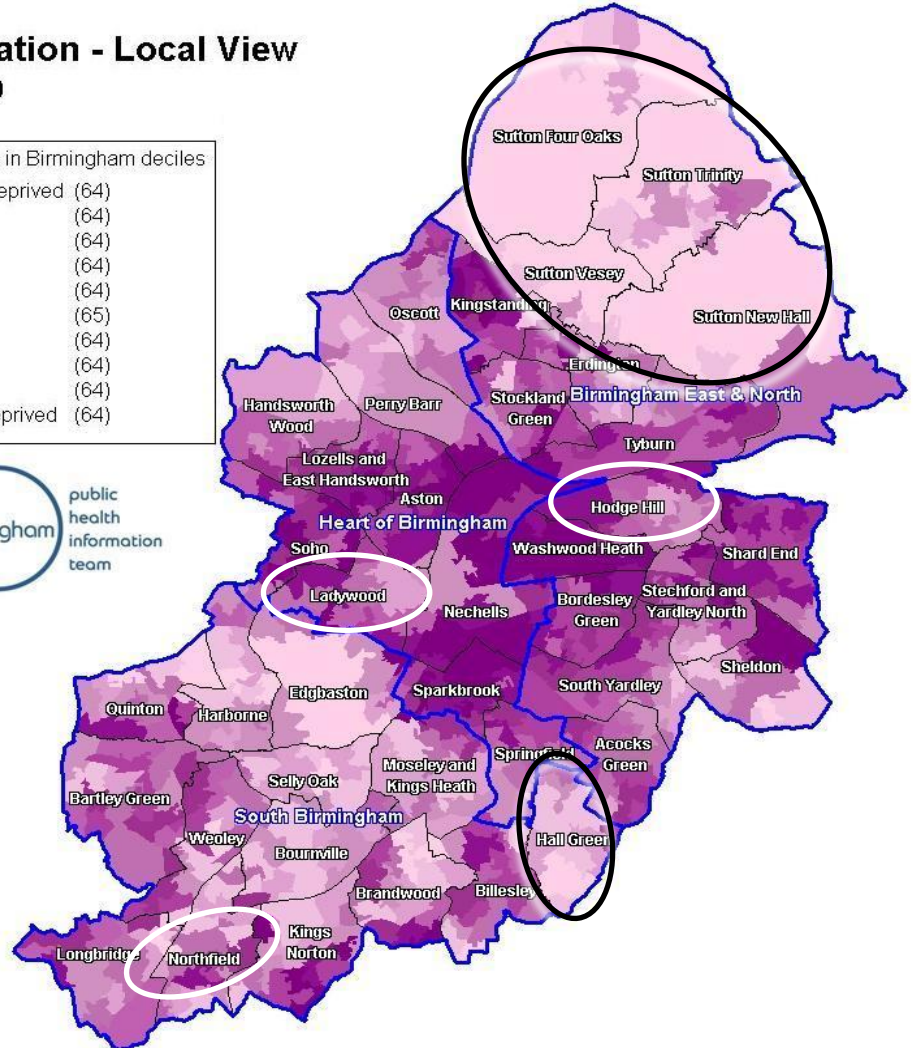 ation - Local View
in Birmingham deciles
eprived (64)
(64)
(64)
(64)
(64)
(65)
(64)
(64)
(64)
eprived (64)
gham
public
health
information
team
Sutton Four Oaks
Sutton Trinity
Sutton Vesey
Sutton New Hall
Oscott
Kingstanding
Erdington
Birmingham East & North
Stockland
Green
Perry Barr
Handsworth
Wood
Tyburn
Lozells and
East Handsworth
Aston
Hodge Hill
Heart of Birmingham
Soho
Washwood Heath
Shard End
Ladywood
Nechells
Bordesley
Green
Stechford and
Yardley North
Sheldon
South Yardley
Sparkbrook
Edgbaston
Quinton
Harborne
Springfield
Acocks
Green
Moseley and
Kings Heath
Selly Oak
Bartley Green
South Birmingham
Weoley
Bournville
Hall Green
Brandwood
Billesley
Kings
Norton
Longbridge
Northfield